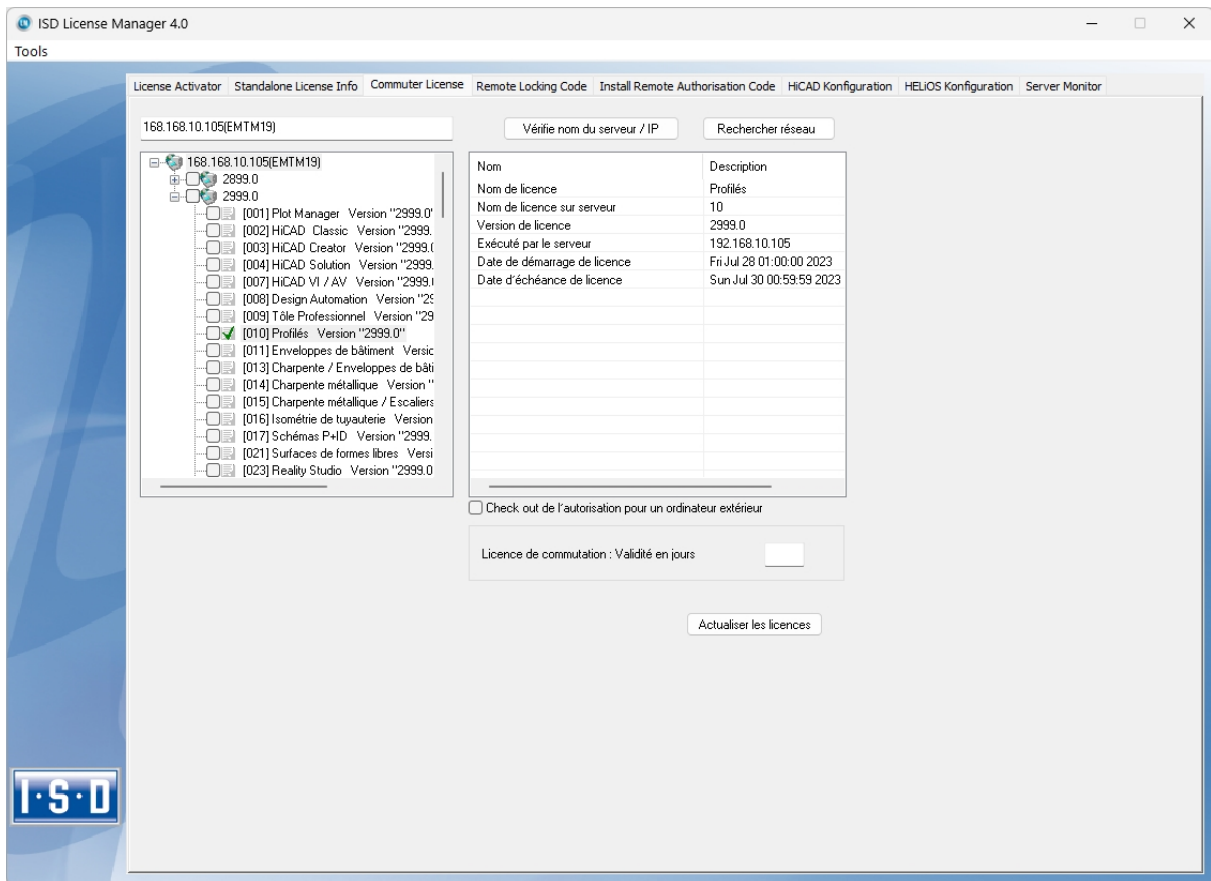 ISD License Manager 4.0
Tools
License Activator Standalone License Info Commuter License Remote Locking Code Install Remote Authorisation Code HiCAD Konfiguration HELiOS Konfiguration Server Monitor
168.168.10.105(EMTM19) Vérifie nom du serveur / IP Rechercher réseau
168.168.10.105(EMTM19)
2899.0
2999.0
[001] Plot Manager Version "2999.0"
[002] HiCAD Classic Version "2999.
[003] HiCAD Creator Version "2999.(
[004] HiCAD Solution Version "2999.
[007] HiCAD VI / AV Version "2999.
[008] Design Automation Version "29
[009] Tôle Professionnel Version "29
[010] Profilés Version "2999.0"
[011] Enveloppes de bâtiment Versic
[013] Charpente / Enveloppes de bâti
[014] Charpente métallique Version "
[015] Charpente métallique / Escaliers
[016] Isométrie de tuyauterie Version
[017] Schémas P+ID Version "2999.
[021] Surfaces de formes libres Versi
[023] Reality Studio Version "2999.0
Nom Description
Nom de licence Profilés
Nom de licence sur serveur 10
Version de licence 2999.0
Exécuté par le serveur 192.168.10.105
Date de démarrage de licence Fri Jul 28 01:00:00 2023
Date d'échéance de licence Sun Jul 30 00:59:59 2023
Check out de l'autorisation pour un ordinateur extérieur
Licence de commutation : Validité en jours
Actualiser les licences
I·S·D